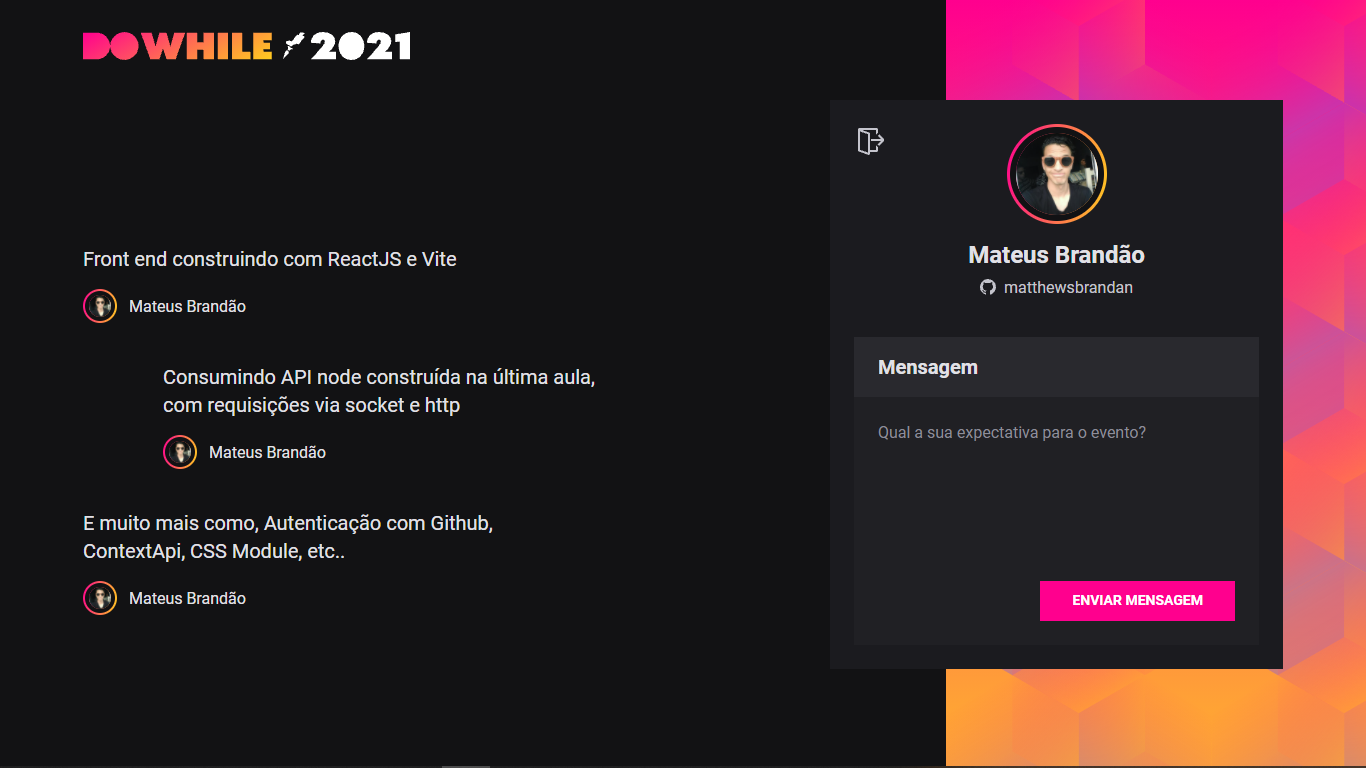 DOWHILE 2021
Front end construindo com ReactJS e Vite
Mateus Brandão
Consumindo API node construída na última aula,
com requisições via socket e http
Mateus Brandão
E muito mais como, Autenticação com Github,
ContextApi, CSS Module, etc..
Mateus Brandão
Mateus Brandão
matthewsbrandan
Mensagem
Qual a sua expectativa para o evento?
ENVIAR MENSAGEM